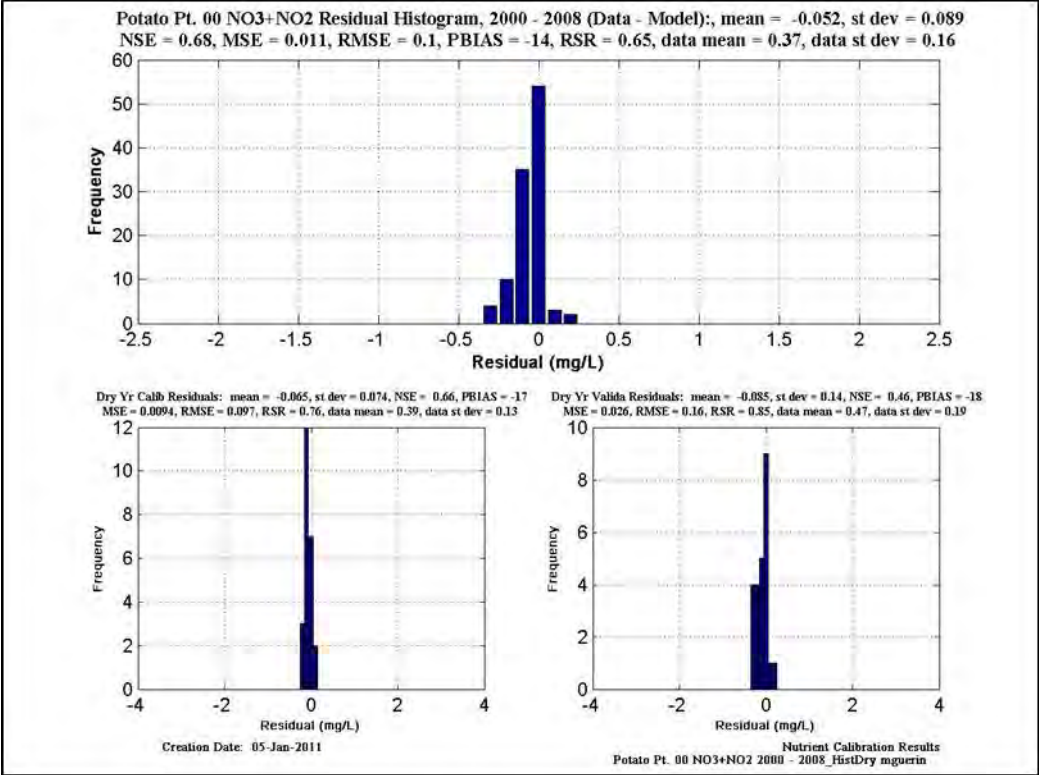 Potato Pt. 00 NO3+NO2 Residual Histogram, 2000 - 2008 (Data - Model):, mean = -0.052, st dev = 0.089
NSE = 0.68, MSE = 0.011, RMSE = 0.1, PBIAS = -14, RSR = 0.65, data mean = 0.37, data st dev = 0.16
60
50
40
30
20
10
0
Frequency
-2.5 -2 -1.5 -1 -0.5 0 0.5 1 1.5 2 2.5
Residual (mg/L)
Dry Yr Calib Residuals: mean = -0.065, st dev = 0.074, NSE = 0.66, PBIAS = -17
MSE = 0.0094, RMSE = 0.097, RSR = 0.76, data mean = 0.39, data st dev = 0.13
12
10
8
6
4
2
0
Frequency
-4 -2 0 2 4
Residual (mg/L)
Creation Date: 05-Jan-2011
Dry Yr Valida Residuals: mean = -0.085, st dev = 0.14, NSE = 0.46, PBIAS = -18
MSE = 0.026, RMSE = 0.16, RSR = 0.85, data mean = 0.47, data st dev = 0.19
10
8
6
4
2
0
Frequency
-4 -2 0 2 4
Residual (mg/L)
Nutrient Calibration Results
Potato Pt. 00 NO3+NO2 2000 - 2008_HistDry mguerin